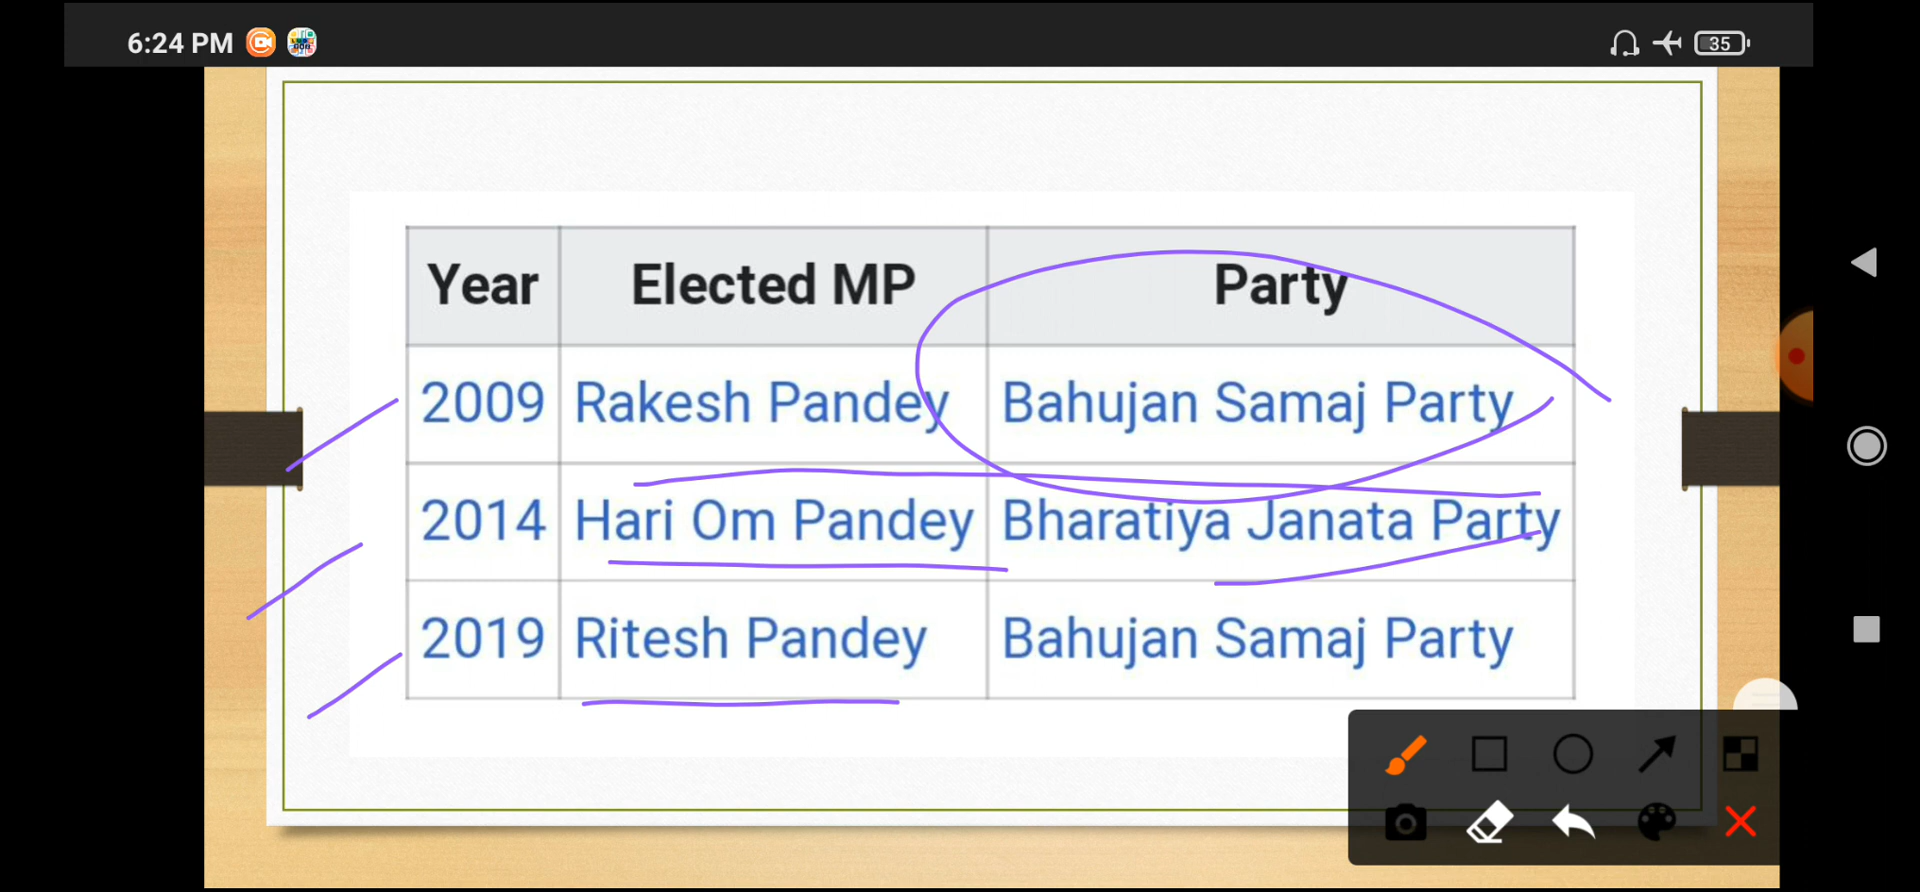 6:24 PM
35
Year Elected MP Party
2009 Rakesh Pandey Bahujan Samaj Party
2014 Hari Om Pandey Bharatiya Janata Party
2019 Ritesh Pandey Bahujan Samaj Party